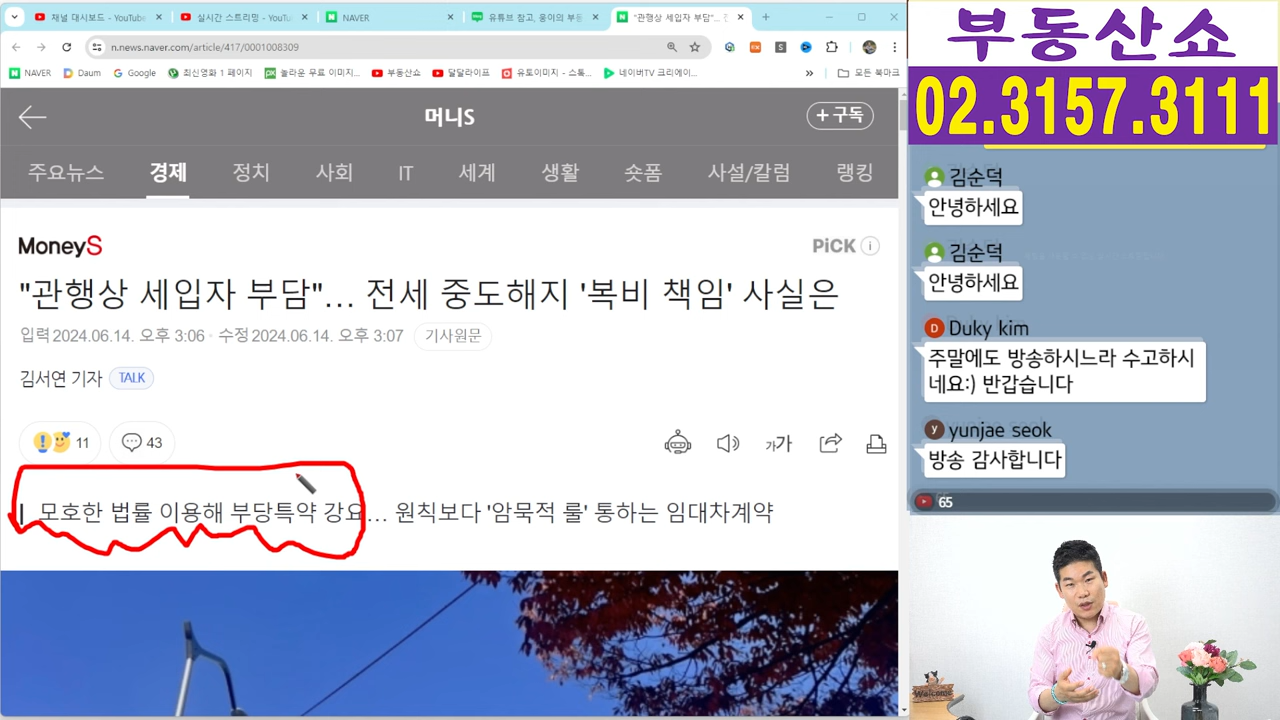 채널 대시보드 - YouTube
실시간 스트리밍 - YouTu
NAVER
유튜브 참고, 웅이의 부동
"관행상 세입자 부담"...
n.news.naver.com/article/417/0001008309
NAVER
Daum
Google
최신영화 1 페이지
놀라운 무료 이미지...
부동산쇼
달달라이프
유토이미지 - 스톡...
네이버TV 크리에이...
모든 북마크
머니S
+구독
주요뉴스 경제 정치 사회 IT 세계 생활 숏폼 사설/칼럼 랭킹
MoneyS
PiCK
"관행상 세입자 부담"... 전세 중도해지 '복비 책임' 사실은
입력 2024.06.14. 오후 3:06 · 수정 2024.06.14. 오후 3:07 기사원문
김서연 기자 TALK
11
43
가가
모호한 법률 이용해 부당특약 강요... 원칙보다 '암묵적 룰' 통하는 임대차계약
부동산쇼
02.3157.3111
김순덕
안녕하세요
김순덕
안녕하세요
D Duky kim
주말에도 방송하시느라 수고하시
네요:) 반갑습니다
y yunjae seok
방송 감사합니다
65
Welcome